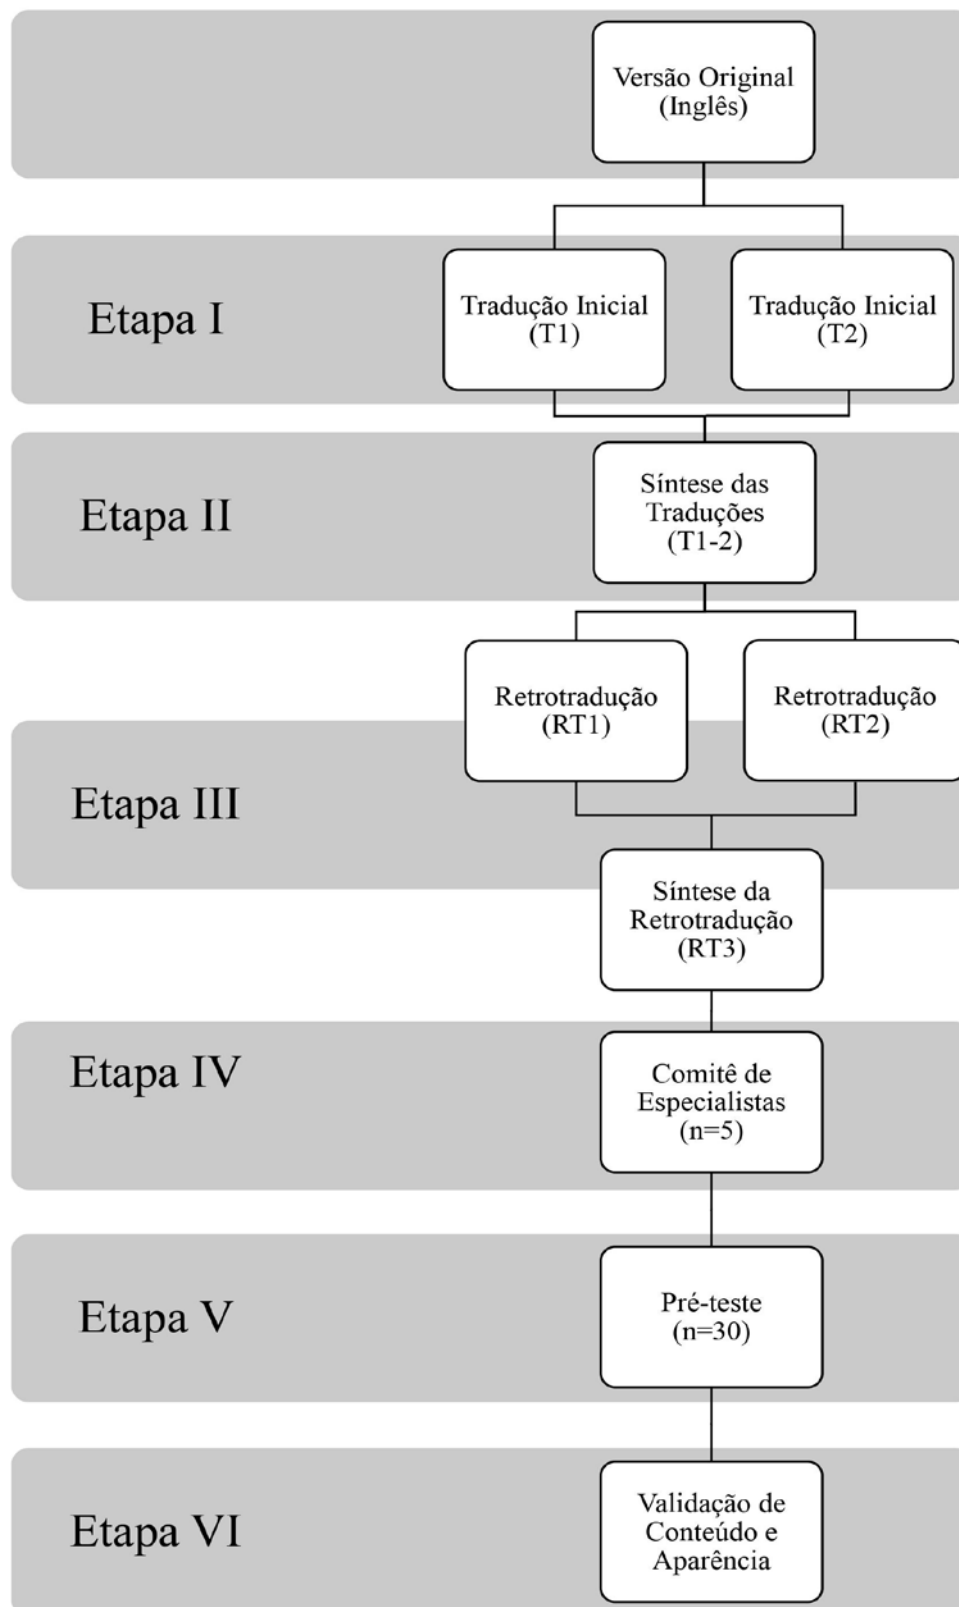 Versão Original
(Inglês)
Etapa I
Tradução Inicial
(T1)
Tradução Inicial
(T2)
Etapa II
Síntese das
Traduções
(T1-2)
Retrotradução
(RT1)
Retrotradução
(RT2)
Etapa III
Síntese da
Retrotradução
(RT3)
Etapa IV
Comitê de
Especialistas
(n=5)
Etapa V
Pré-teste
(n=30)
Etapa VI
Validação de
Conteúdo e
Aparência